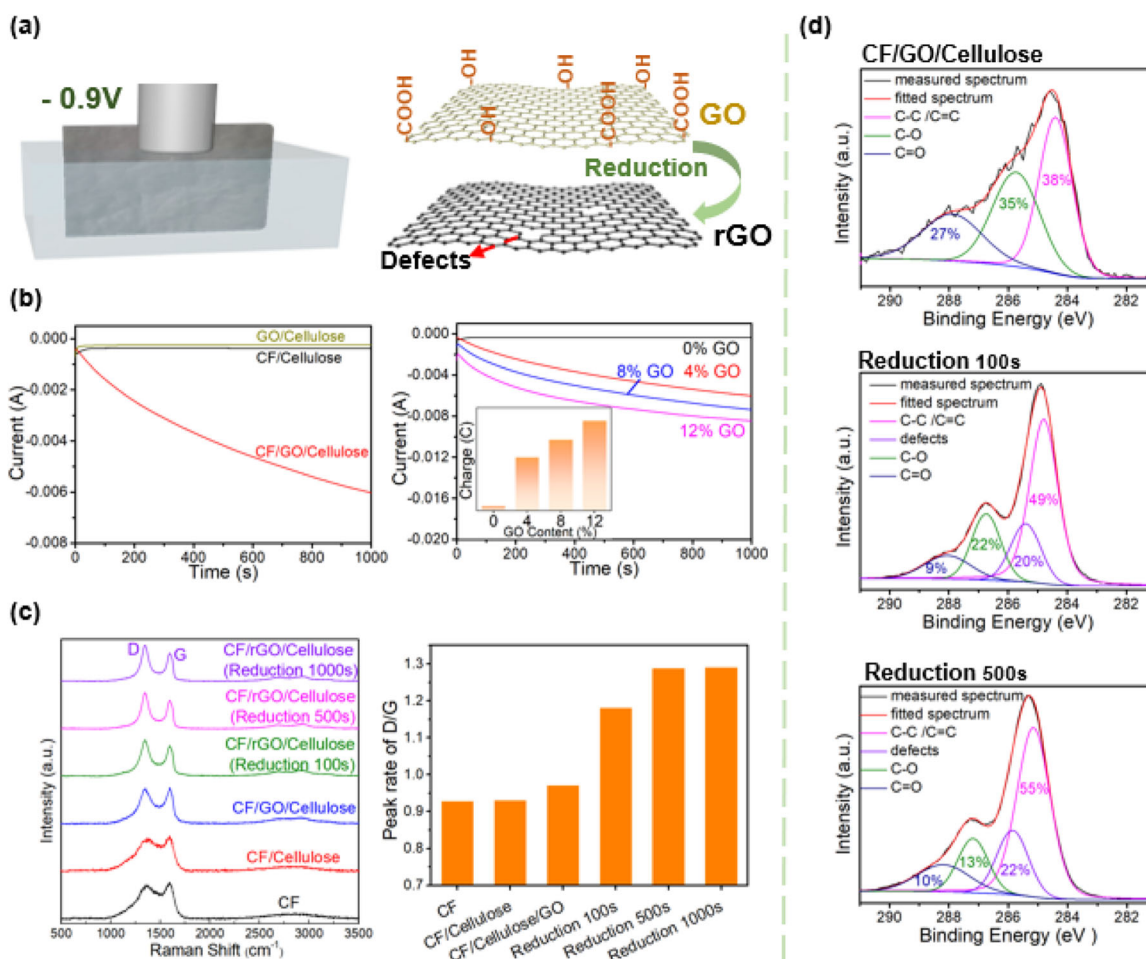 (a)
- 0.9V
-COOH
-OH
-OH
-OH
-COOH
-OH
-COOH
GO
Reduction
rGO
Defects
(b)
0.000
-0.002
-0.004
-0.006
-0.008
Current (A)
GO/Cellulose
CF/Cellulose
CF/GO/Cellulose
0 200 400 600 800 1000
Time (s)
0.000
-0.004
-0.008
-0.012
-0.016
-0.020
Current (A)
0% GO
8% GO 4% GO
12% GO
Charge (C)
0 4 8 12
GO Content (%)
0 200 400 600 800 1000
Time (s)
(c)
Intensity (a.u.)
D
G
CF/rGO/Cellulose
(Reduction 1000s)
CF/rGO/Cellulose
(Reduction 500s)
CF/rGO/Cellulose
(Reduction 100s)
CF/GO/Cellulose
CF/Cellulose
CF
500 1000 1500 2000 2500 3000 3500
Raman Shift (cm⁻¹)
Peak rate of D/G
1.3
1.2
1.1
1.0
0.9
0.8
0.7
CF
CF/Cellulose
CF/Cellulose/GO
Reduction 100s
Reduction 500s
Reduction 1000s
(d)
CF/GO/Cellulose
measured spectrum
fitted spectrum
C-C /C=C
C-O
C=O
38%
35%
27%
Intensity (a.u.)
290 288 286 284 282
Binding Energy (eV)
Reduction 100s
measured spectrum
fitted spectrum
C-C /C=C
defects
C-O
C=O
49%
22%
20%
9%
Intensity (a.u.)
290 288 286 284 282
Binding Energy (eV)
Reduction 500s
measured spectrum
fitted spectrum
C-C /C=C
defects
C-O
C=O
55%
13%
22%
10%
Intensity (a.u.)
290 288 286 284 282
Binding Energy (eV )